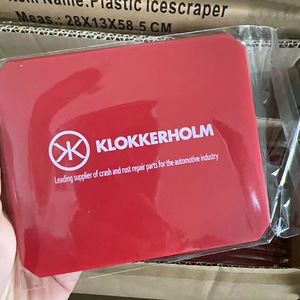 Item Name:Plastic Icescraper
Meas.: 28X13X58.5 CM
KLOKKERHOLM
Leading supplier of crash and rust repair parts for the automotive industry